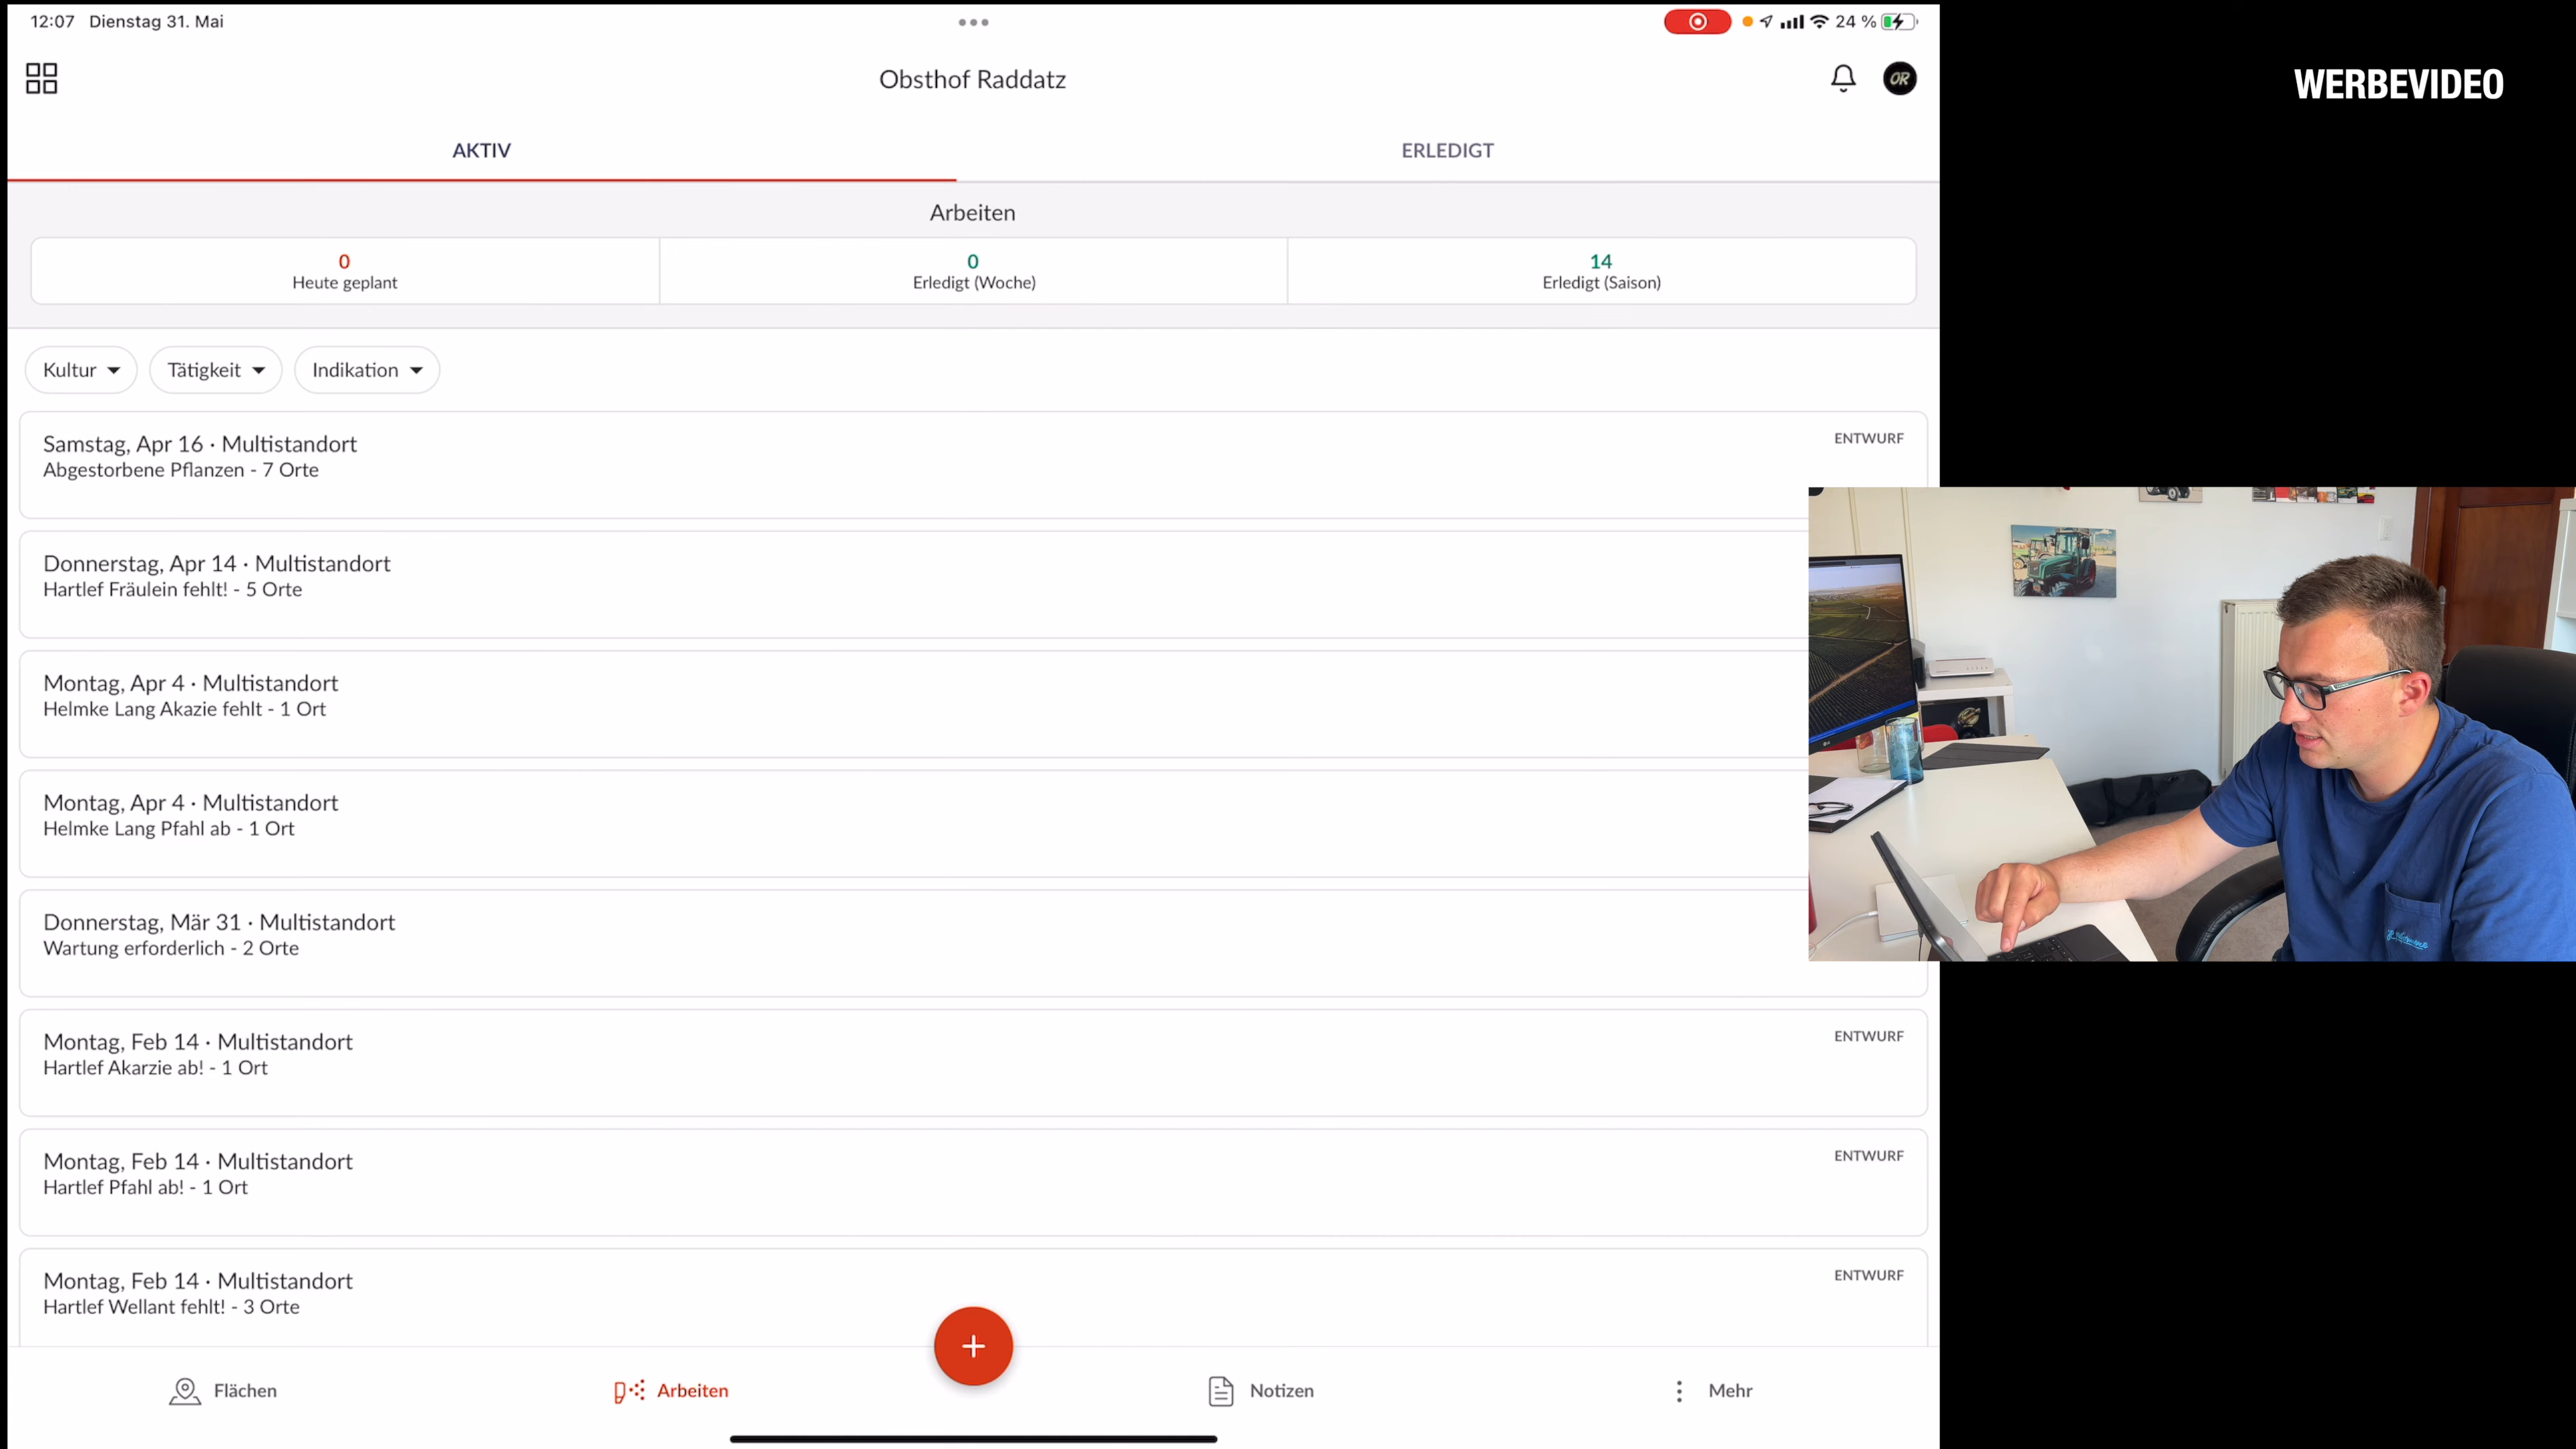 12:07 Dienstag 31. Mai
24 %
WERBEVIDEO
Obsthof Raddatz
OR
AKTIV
ERLEDIGT
Arbeiten
0
Heute geplant
0
Erledigt (Woche)
14
Erledigt (Saison)
Kultur
Tätigkeit
Indikation
Samstag, Apr 16 · Multistandort
ENTWURF
Abgestorbene Pflanzen - 7 Orte
Donnerstag, Apr 14 · Multistandort
Hartlef Fräulein fehlt! - 5 Orte
Montag, Apr 4 · Multistandort
Helmke Lang Akazie fehlt - 1 Ort
Montag, Apr 4 · Multistandort
Helmke Lang Pfahl ab - 1 Ort
Donnerstag, Mär 31 · Multistandort
Wartung erforderlich - 2 Orte
Montag, Feb 14 · Multistandort
ENTWURF
Hartlef Akarzie ab! - 1 Ort
Montag, Feb 14 · Multistandort
ENTWURF
Hartlef Pfahl ab! - 1 Ort
Montag, Feb 14 · Multistandort
ENTWURF
Hartlef Wellant fehlt! - 3 Orte
Flächen
Arbeiten
Notizen
Mehr